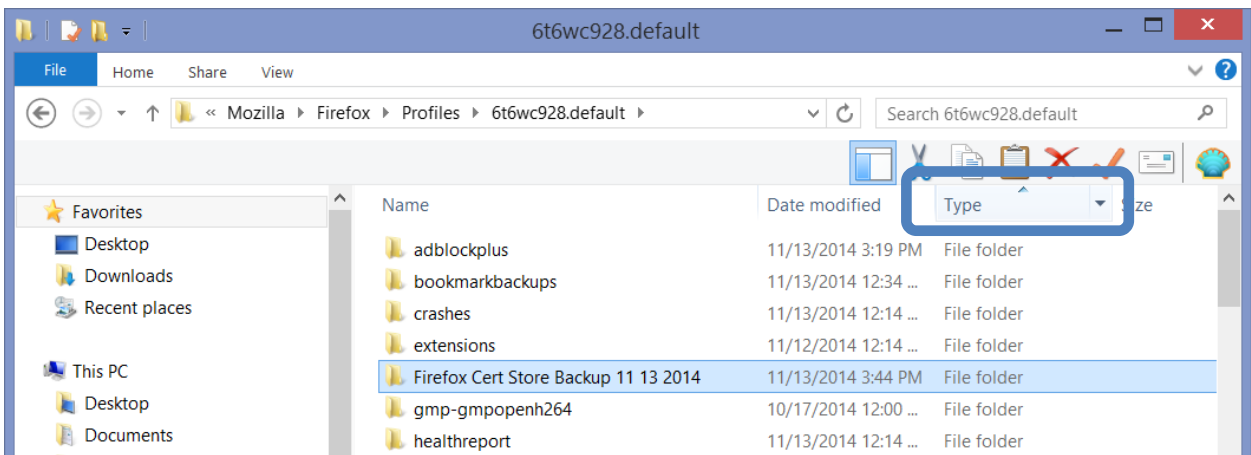 6t6wc928.default
File Home Share View
« Mozilla Firefox Profiles 6t6wc928.default Search 6t6wc928.default
Favorites
Desktop
Downloads
Recent places
This PC
Desktop
Documents
Name Date modified Type
adblockplus 11/13/2014 3:19 PM File folder
bookmarkbackups 11/13/2014 12:34 ... File folder
crashes 11/13/2014 12:14 ... File folder
extensions 11/12/2014 12:14 ... File folder
Firefox Cert Store Backup 11 13 2014 11/13/2014 3:44 PM File folder
gmp-gmpopenh264 10/17/2014 12:00 ... File folder
healthreport 11/13/2014 12:14 ... File folder